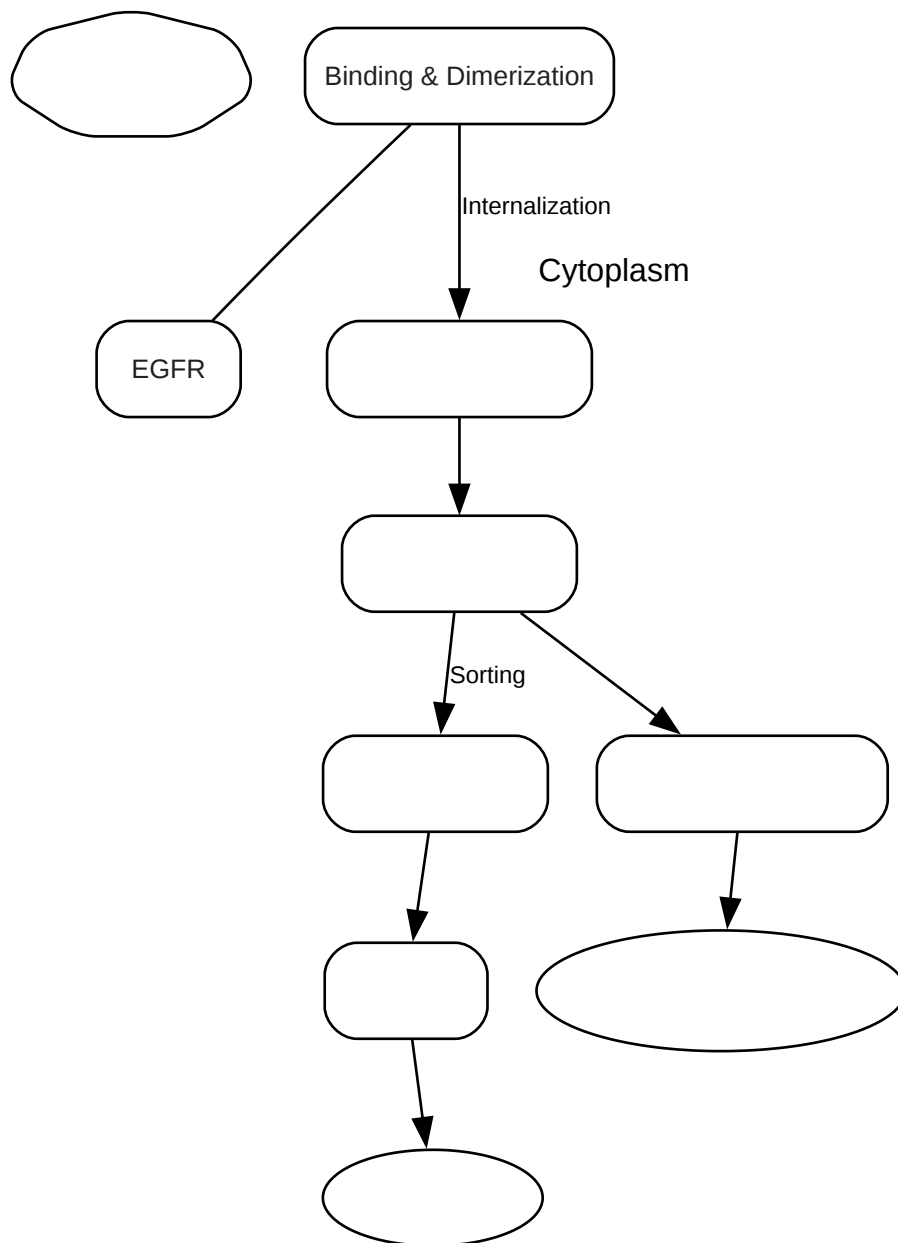 Binding & Dimerization
Internalization
Cytoplasm
EGFR
Sorting